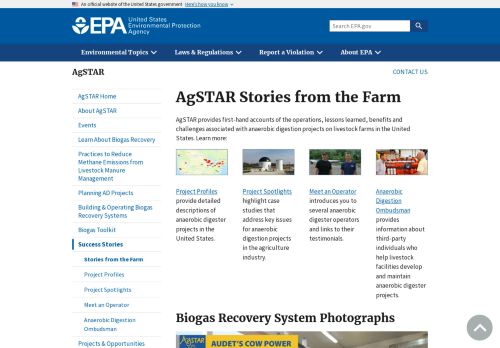 An official website of the United States government Here's how you know
EPA
United States
Environmental Protection
Agency
Search EPA.gov
Environmental Topics
Laws & Regulations
Report a Violation
About EPA
AgSTAR
CONTACT US
AgSTAR Home
About AgSTAR
Events
Learn About Biogas Recovery
Practices to Reduce
Methane Emissions from
Livestock Manure
Management
Planning AD Projects
Building & Operating Biogas
Recovery Systems
Biogas Toolkit
Success Stories
Stories from the Farm
Project Profiles
Project Spotlights
Meet an Operator
Anaerobic Digestion
Ombudsman
Projects & Opportunities
AgSTAR Stories from the Farm
AgSTAR provides first-hand accounts of the operations, lessons learned, benefits and
challenges associated with anaerobic digestion projects on livestock farms in the United
States. Learn more:
Project Profiles
provide detailed
descriptions of
anaerobic digester
projects in the
United States.
Project Spotlights
highlight case
studies that
address key issues
for anaerobic
digestion projects in
the agriculture
industry.
Meet an Operator
introduces you to
several anaerobic
digester operators
and links to their
testimonials.
Anaerobic
Digestion
Ombudsman
provides
information about
third-party
individuals who
help livestock
facilities develop
and maintain
anaerobic digester
projects.
Biogas Recovery System Photographs
AgSTAR
AUDET'S COW POWER